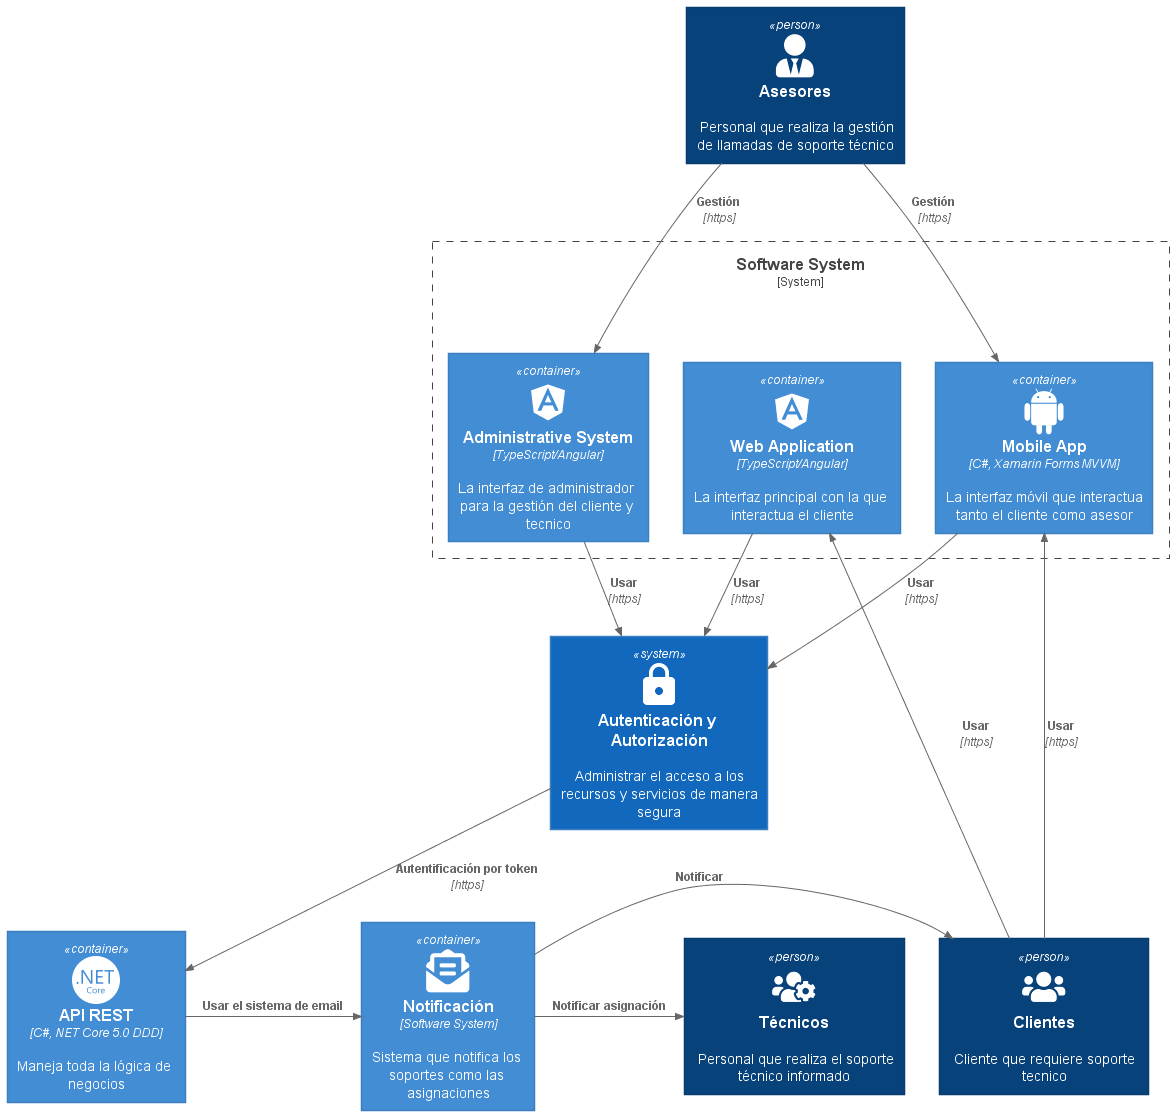 «person»
Asesores
Personal que realiza la gestión
de llamadas de soporte técnico
Gestión
[https]
Gestión
[https]
Software System
[System]
«container»
Administrative System
[TypeScript/Angular]
La interfaz de administrador
para la gestión del cliente y
tecnico
«container»
Web Application
[TypeScript/Angular]
La interfaz principal con la que
interactua el cliente
«container»
Mobile App
[C#, Xamarin Forms MVVM]
La interfaz móvil que interactua
tanto el cliente como asesor
Usar
[https]
Usar
[https]
Usar
[https]
«system»
Autenticación y
Autorización
Administrar el acceso a los
recursos y servicios de manera
segura
Usar
[https]
Usar
[https]
Autentificación por token
[https]
Notificar
«container»
.NET
Core
API REST
[C#, NET Core 5.0 DDD]
Maneja toda la lógica de
negocios
Usar el sistema de email
«container»
Notificación
[Software System]
Sistema que notifica los
soportes como las
asignaciones
Notificar asignación
«person»
Técnicos
Personal que realiza el soporte
técnico informado
«person»
Clientes
Cliente que requiere soporte
tecnico